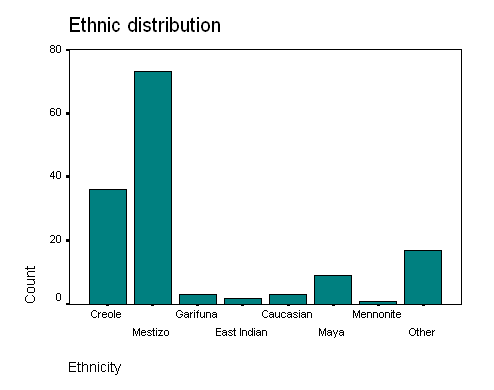 Ethnic distribution
80
60
40
20
0
Count
Creole Garifuna Caucasian Mennonite
Mestizo East Indian Maya Other
Ethnicity